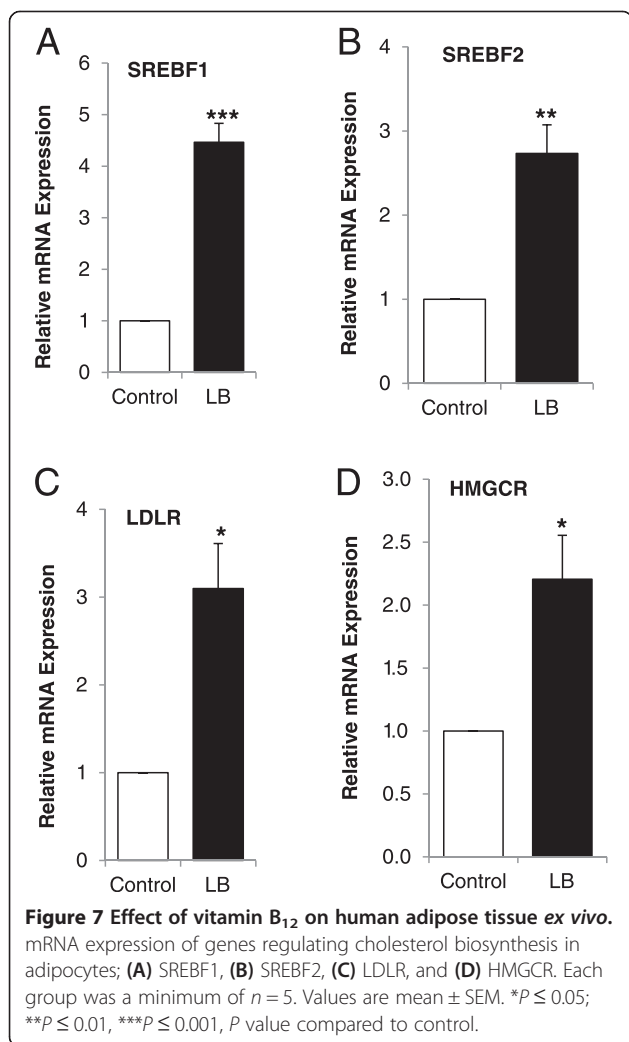 A
SREBF1
Relative mRNA Expression
6
5
4
3
2
1
0
***
Control LB
B
SREBF2
Relative mRNA Expression
4
3
2
1
0
**
Control LB
C
LDLR
Relative mRNA Expression
4
3
2
1
0
*
Control LB
D
HMGCR
Relative mRNA Expression
3.0
2.5
2.0
1.5
1.0
0.5
0.0
*
Control LB
Figure 7 Effect of vitamin B12 on human adipose tissue ex vivo.
mRNA expression of genes regulating cholesterol biosynthesis in
adipocytes; (A) SREBF1, (B) SREBF2, (C) LDLR, and (D) HMGCR. Each
group was a minimum of n = 5. Values are mean ± SEM. *P ≤ 0.05;
**P ≤ 0.01, ***P ≤ 0.001, P value compared to control.